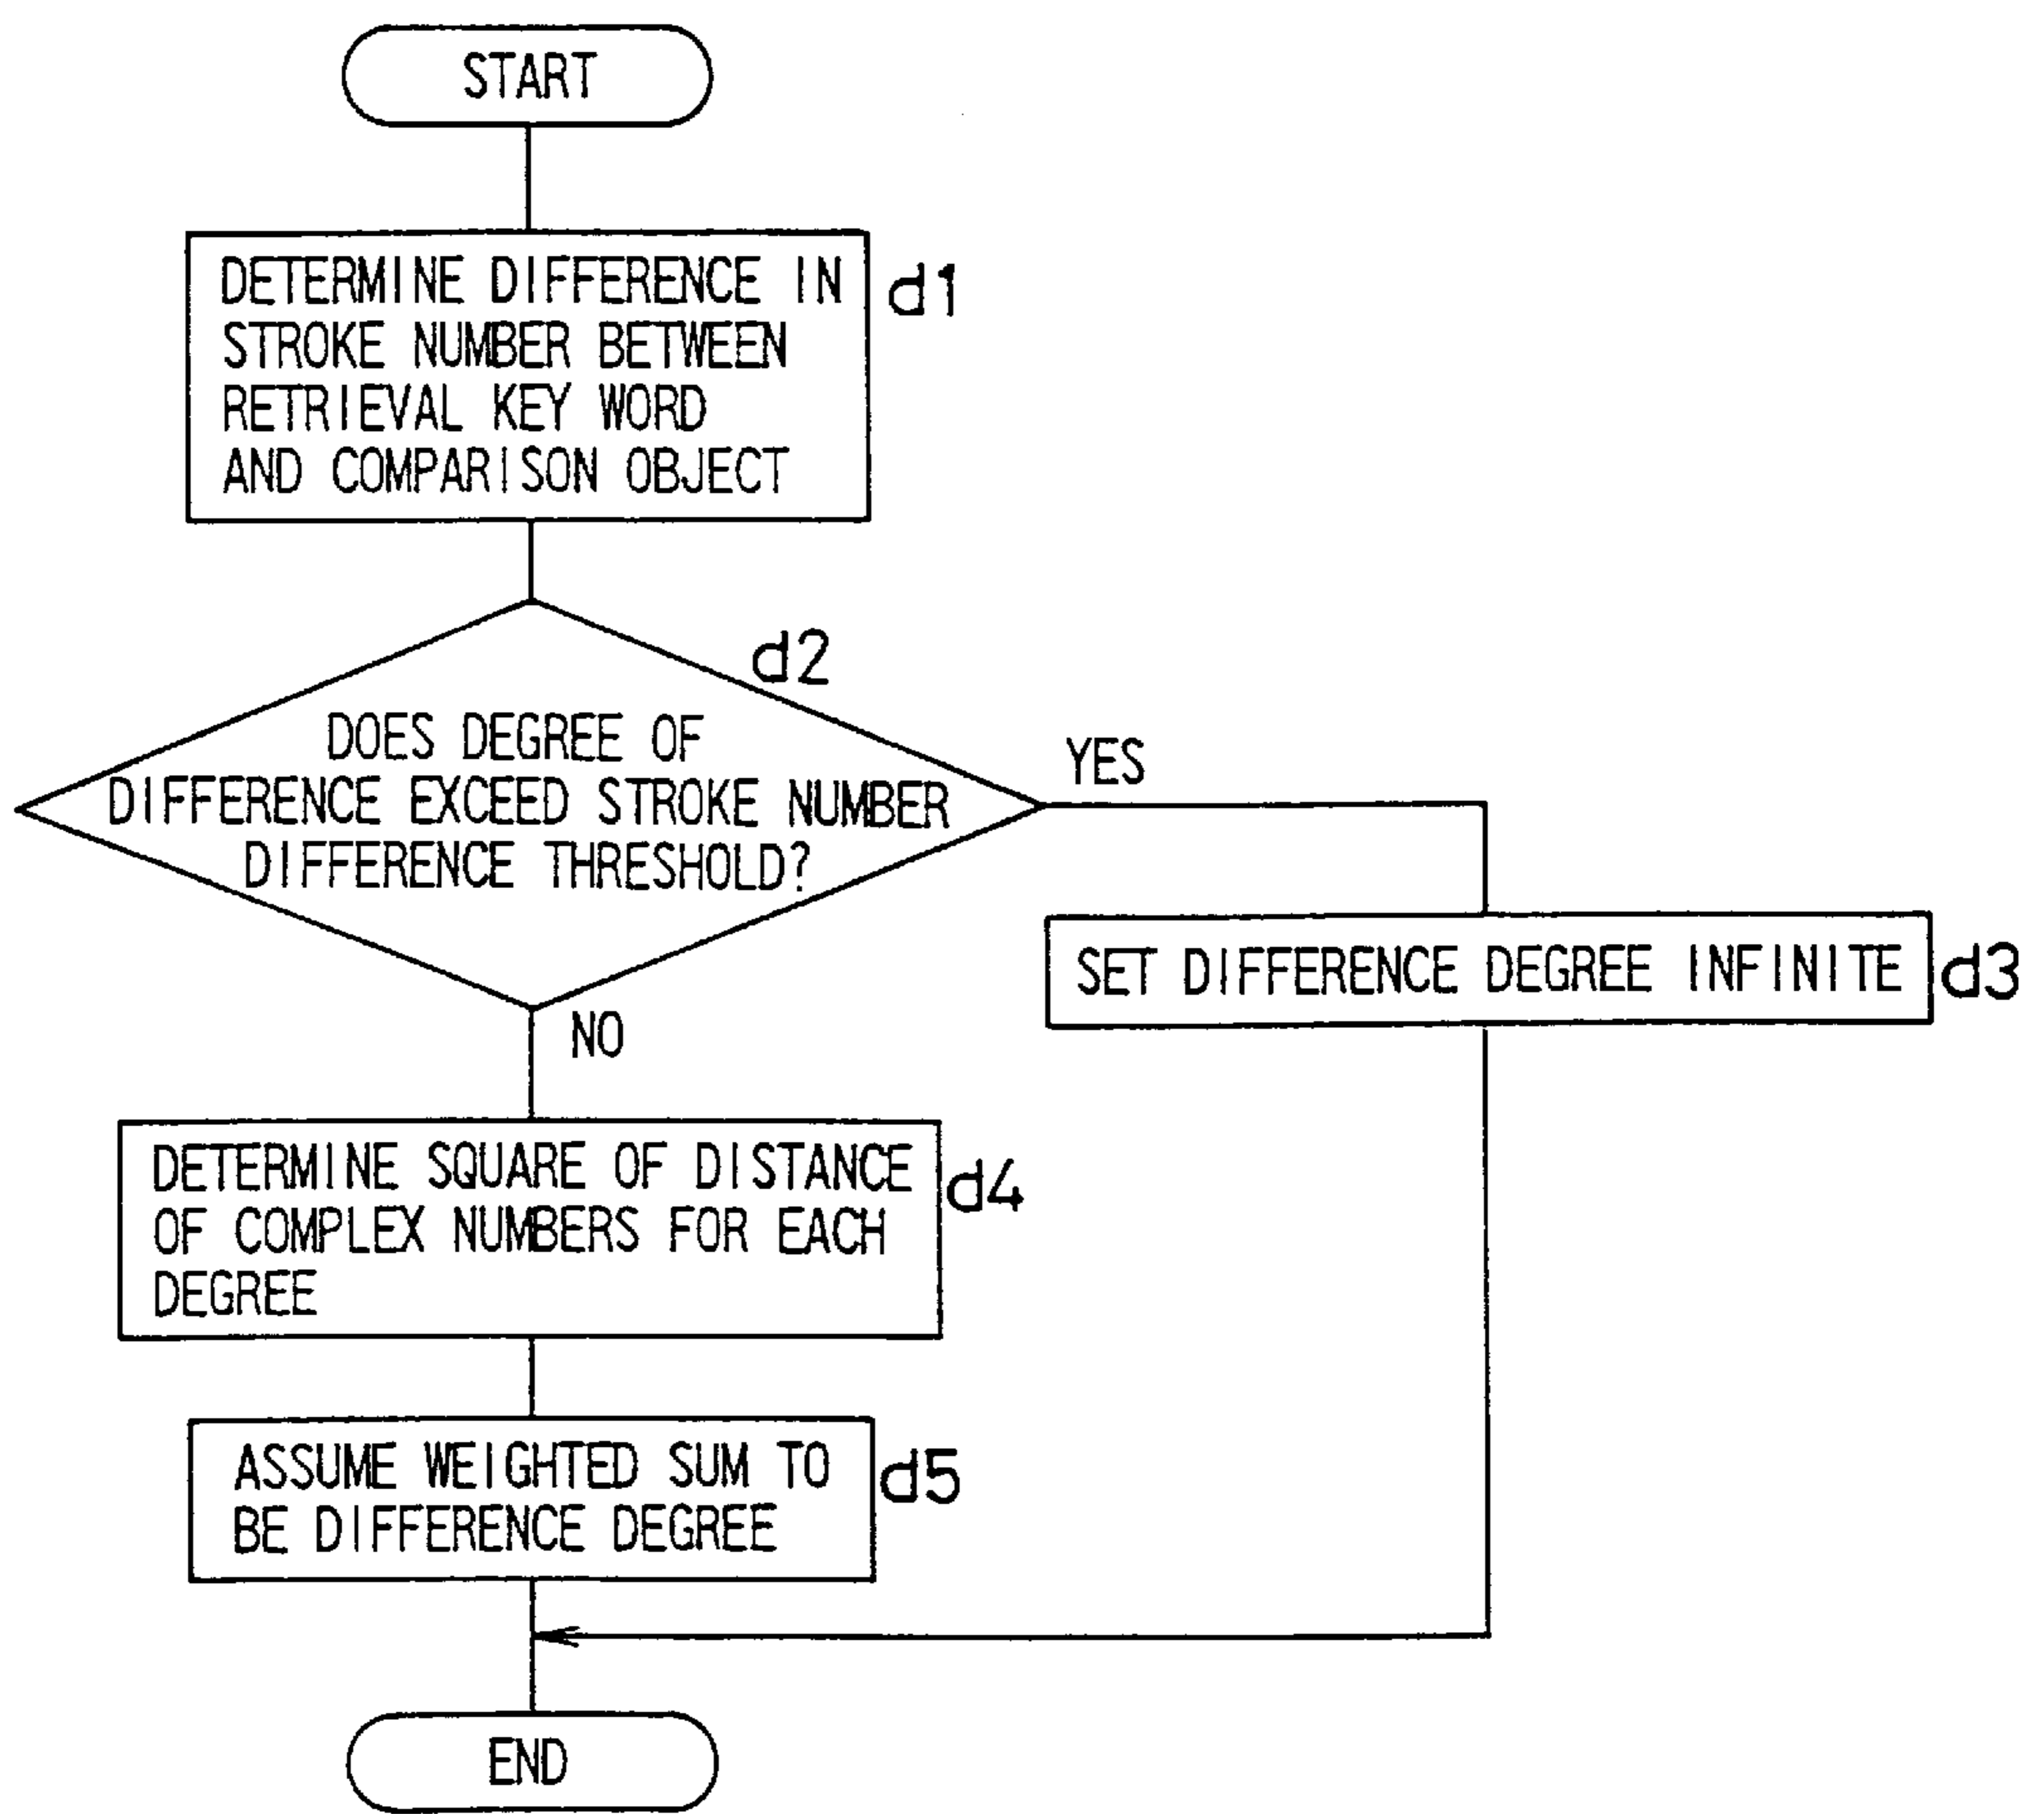 START
DETERMINE DIFFERENCE IN
STROKE NUMBER BETWEEN
RETRIEVAL KEY WORD
AND COMPARISON OBJECT
d1
d2
DOES DEGREE OF
DIFFERENCE EXCEED STROKE NUMBER
DIFFERENCE THRESHOLD?
YES
SET DIFFERENCE DEGREE INFINITE
d3
NO
DETERMINE SQUARE OF DISTANCE
OF COMPLEX NUMBERS FOR EACH
DEGREE
d4
ASSUME WEIGHTED SUM TO
BE DIFFERENCE DEGREE
d5
END